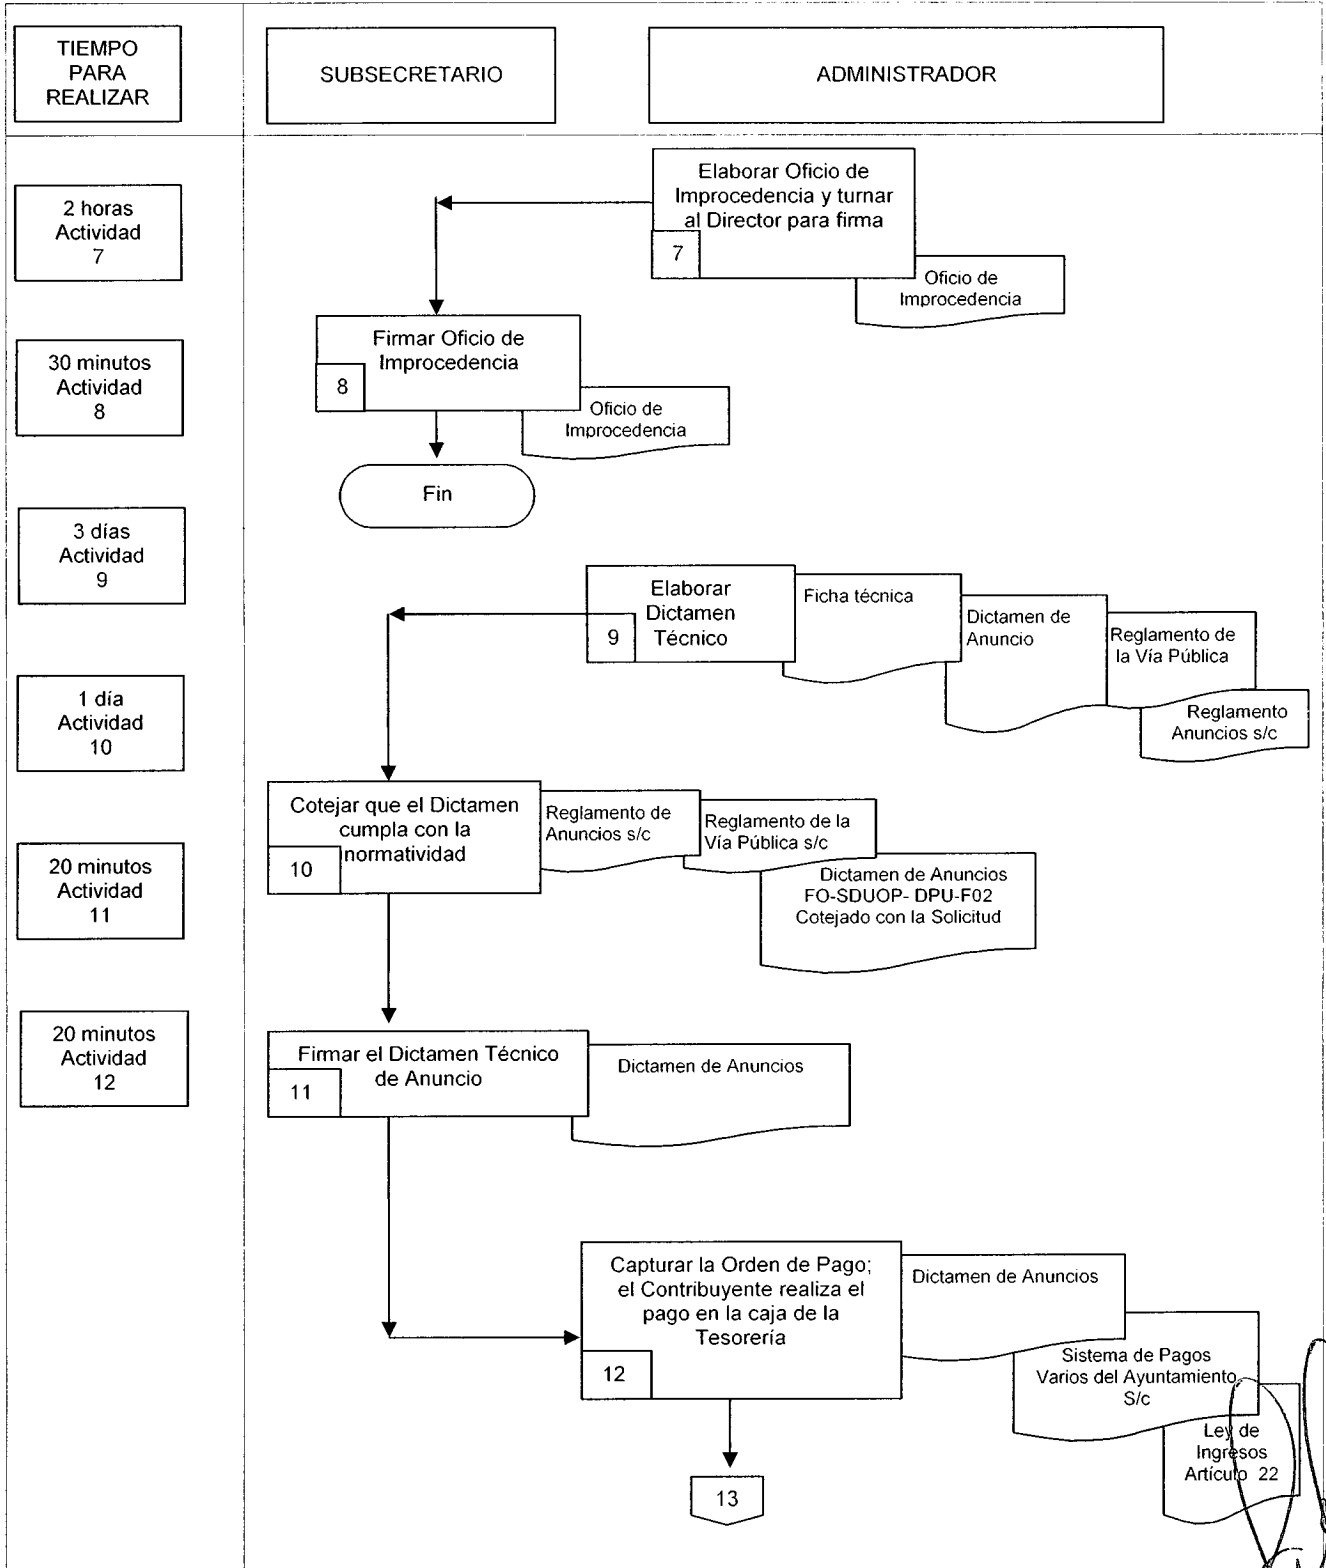 TIEMPO
PARA
REALIZAR
SUBSECRETARIO
ADMINISTRADOR
2 horas
Actividad
7
30 minutos
Actividad
8
3 días
Actividad
9
1 día
Actividad
10
20 minutos
Actividad
11
20 minutos
Actividad
12
Elaborar Oficio de
Improcedencia y turnar
al Director para firma
7
Oficio de
Improcedencia
Firmar Oficio de
Improcedencia
8
Oficio de
Improcedencia
Fin
Elaborar
Dictamen
Técnico
9
Ficha técnica
Dictamen de
Anuncio
Reglamento de
la Vía Pública
Reglamento
Anuncios s/c
Cotejar que el Dictamen
cumpla con la
normatividad
10
Reglamento de
Anuncios s/c
Reglamento de la
Vía Pública s/c
Dictamen de Anuncios
FO-SDUOP- DPU-F02
Cotejado con la Solicitud
Firmar el Dictamen Técnico
de Anuncio
11
Dictamen de Anuncios
Capturar la Orden de Pago;
el Contribuyente realiza el
pago en la caja de la
Tesorería
12
Dictamen de Anuncios
Sistema de Pagos
Varios del Ayuntamiento
S/c
Ley de
Ingresos
Artículo 22
13